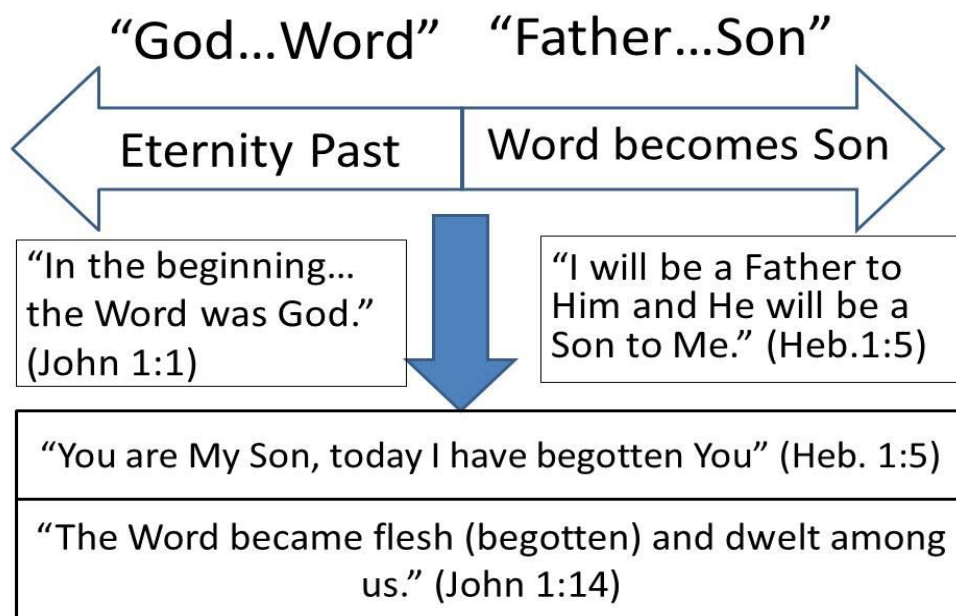 “God...Word” “Father...Son”
Eternity Past
Word becomes Son
“In the beginning...
the Word was God.”
(John 1:1)
“I will be a Father to
Him and He will be a
Son to Me.” (Heb.1:5)
“You are My Son, today I have begotten You” (Heb. 1:5)
“The Word became flesh (begotten) and dwelt among
us.” (John 1:14)